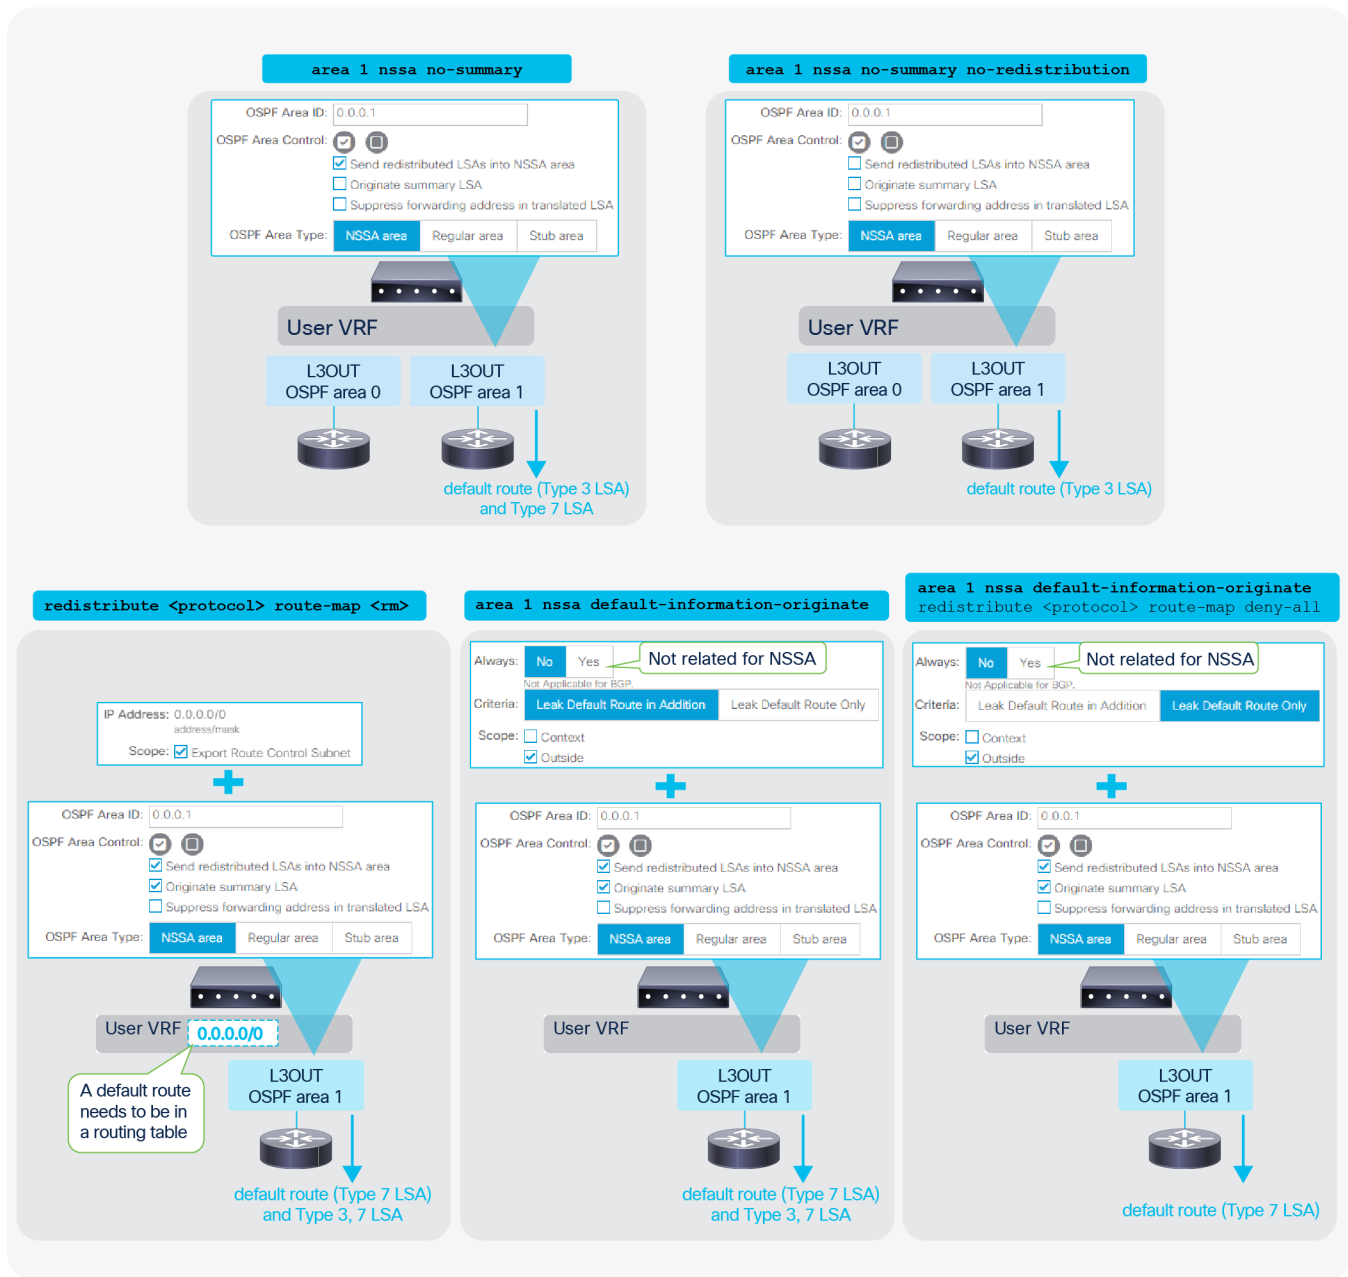 area 1 nssa no-summary
OSPF Area ID: 0.0.0.1
OSPF Area Control:
Send redistributed LSAs into NSSA area
Originate summary LSA
Suppress forwarding address in translated LSA
OSPF Area Type: NSSA area Regular area Stub area
User VRF
L3OUT
OSPF area 0
L3OUT
OSPF area 1
default route (Type 3 LSA)
and Type 7 LSA
area 1 nssa no-summary no-redistribution
OSPF Area ID: 0.0.0.1
OSPF Area Control:
Send redistributed LSAs into NSSA area
Originate summary LSA
Suppress forwarding address in translated LSA
OSPF Area Type: NSSA area Regular area Stub area
User VRF
L3OUT
OSPF area 0
L3OUT
OSPF area 1
default route (Type 3 LSA)
redistribute <protocol> route-map <rm>
IP Address: 0.0.0.0/0
address/mask
Scope: Export Route Control Subnet
OSPF Area ID: 0.0.0.1
OSPF Area Control:
Send redistributed LSAs into NSSA area
Originate summary LSA
Suppress forwarding address in translated LSA
OSPF Area Type: NSSA area Regular area Stub area
User VRF 0.0.0.0/0
A default route
needs to be in
a routing table
L3OUT
OSPF area 1
default route (Type 7 LSA)
and Type 3, 7 LSA
area 1 nssa default-information-originate
Always: No Yes
Not related for NSSA
Not Applicable for BGP.
Criteria: Leak Default Route in Addition Leak Default Route Only
Scope: Context
Outside
OSPF Area ID: 0.0.0.1
OSPF Area Control:
Send redistributed LSAs into NSSA area
Originate summary LSA
Suppress forwarding address in translated LSA
OSPF Area Type: NSSA area Regular area Stub area
User VRF
L3OUT
OSPF area 1
default route (Type 7 LSA)
and Type 3, 7 LSA
area 1 nssa default-information-originate
redistribute <protocol> route-map deny-all
Always: No Yes
Not related for NSSA
Not Applicable for BGP.
Criteria: Leak Default Route in Addition Leak Default Route Only
Scope: Context
Outside
OSPF Area ID: 0.0.0.1
OSPF Area Control:
Send redistributed LSAs into NSSA area
Originate summary LSA
Suppress forwarding address in translated LSA
OSPF Area Type: NSSA area Regular area Stub area
User VRF
L3OUT
OSPF area 1
default route (Type 7 LSA)